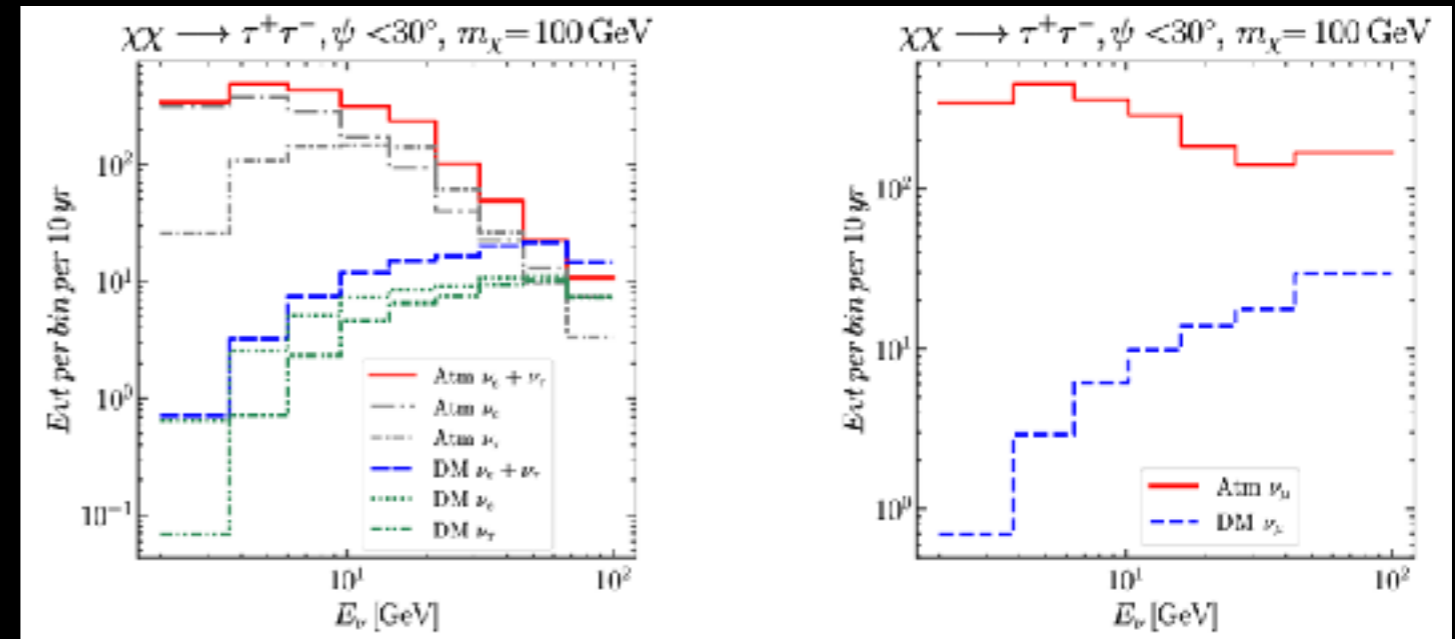 χχ ⟶ τ⁺τ⁻, ψ <30°, m_χ=100 GeV
10²
10¹
10⁰
10⁻¹
Evt per bin per 10 yr
Atm ν_e + ν_τ
Atm ν_e
Atm
DM ν_e + ν_τ
DM ν_e
DM ν_τ
10¹
10²
E_ν [GeV]
χχ ⟶ τ⁺τ⁻, ψ <30°, m_χ=100 GeV
10²
10¹
10⁰
Evt per bin per 10 yr
Atm ν_μ
DM ν_μ
10¹
10²
E_ν [GeV]